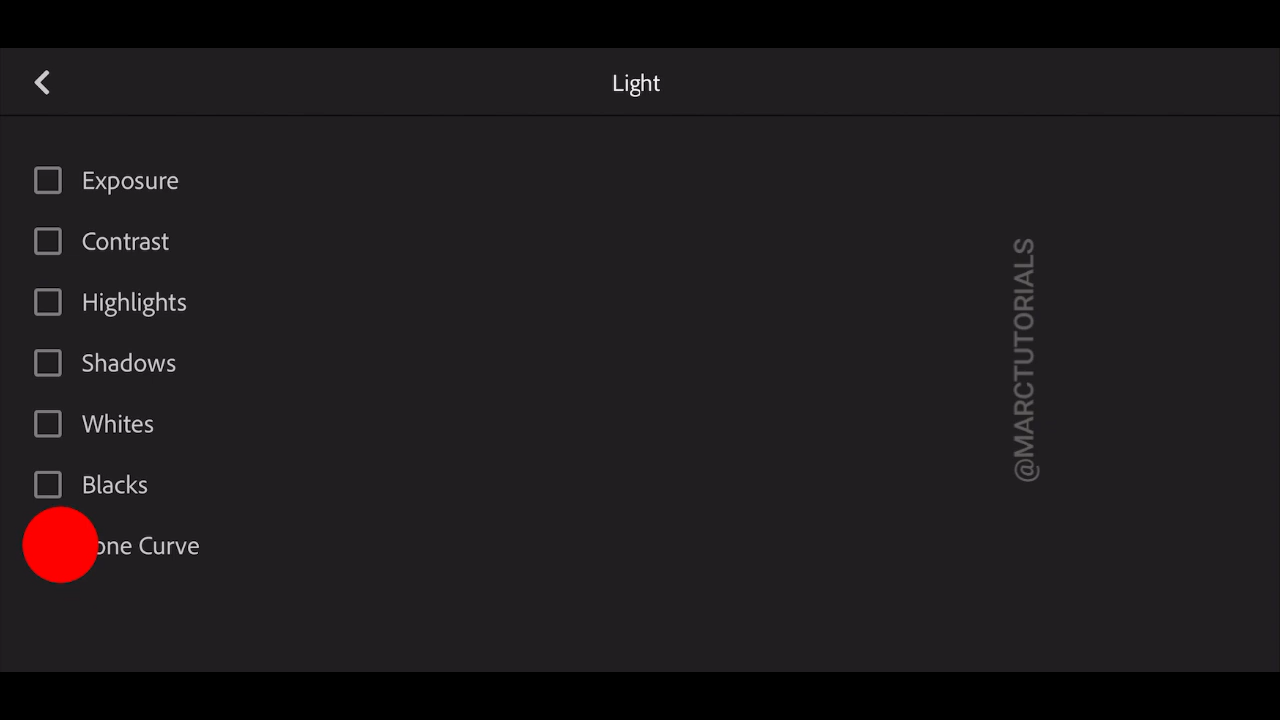 Light
Exposure
Contrast
Highlights
Shadows
Whites
Blacks
one Curve
@MARCTUTORIALS